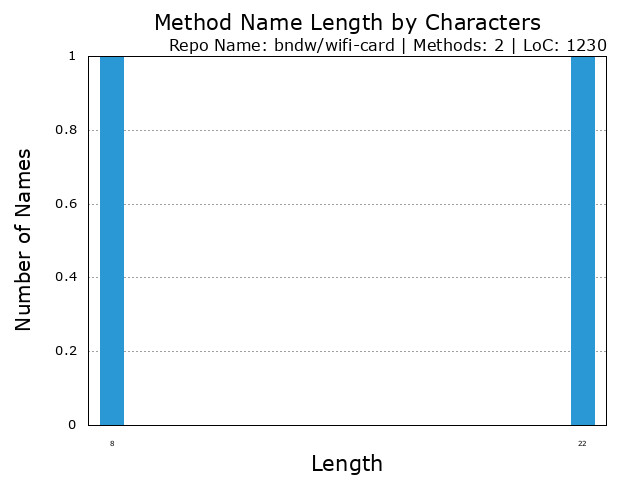 Method Name Length by Characters
Repo Name: bndw/wifi-card | Methods: 2 | LoC: 1230
1
0.8
0.6
0.4
0.2
0
Number of Names
8
22
Length